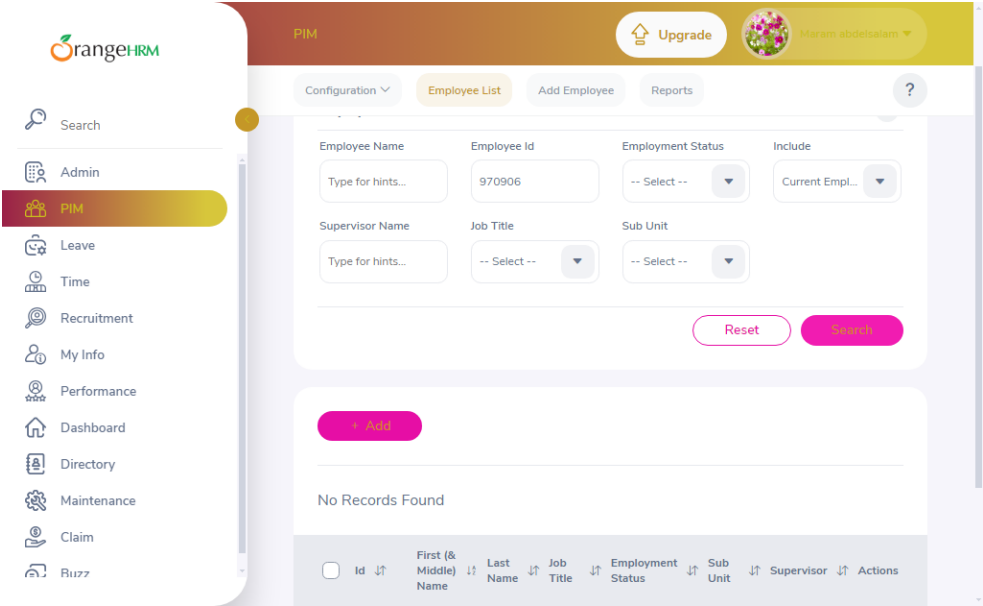 OrangeHRM
Search
Admin
PIM
Leave
Time
Recruitment
My Info
Performance
Dashboard
Directory
Maintenance
Claim
Buzz
PIM
Upgrade
Maram abdelsalam
Configuration
Employee List
Add Employee
Reports
?
Employee Name
Employee Id
Employment Status
Include
Type for hints...
970906
-- Select --
Current Empl...
Supervisor Name
Job Title
Sub Unit
Type for hints...
-- Select --
-- Select --
Reset
Search
+ Add
No Records Found
Id
First (&
Middle)
Name
Last
Name
Job
Title
Employment
Status
Sub
Unit
Supervisor
Actions